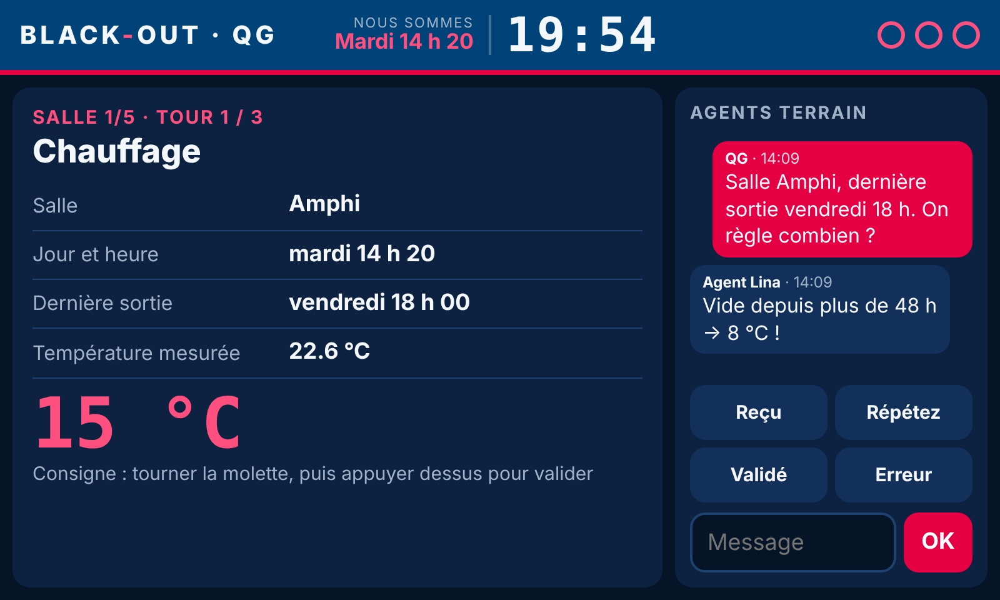 BLACK-OUT · QG
NOUS SOMMES
Mardi 14 h 20
19:54
SALLE 1/5 · TOUR 1 / 3
Chauffage
Salle
Amphi
Jour et heure
mardi 14 h 20
Dernière sortie
vendredi 18 h 00
Température mesurée
22.6 °C
15 °C
Consigne : tourner la molette, puis appuyer dessus pour valider
AGENTS TERRAIN
QG · 14:09
Salle Amphi, dernière
sortie vendredi 18 h. On
règle combien ?
Agent Lina · 14:09
Vide depuis plus de 48 h
→ 8 °C !
Reçu
Répétez
Validé
Erreur
Message
OK